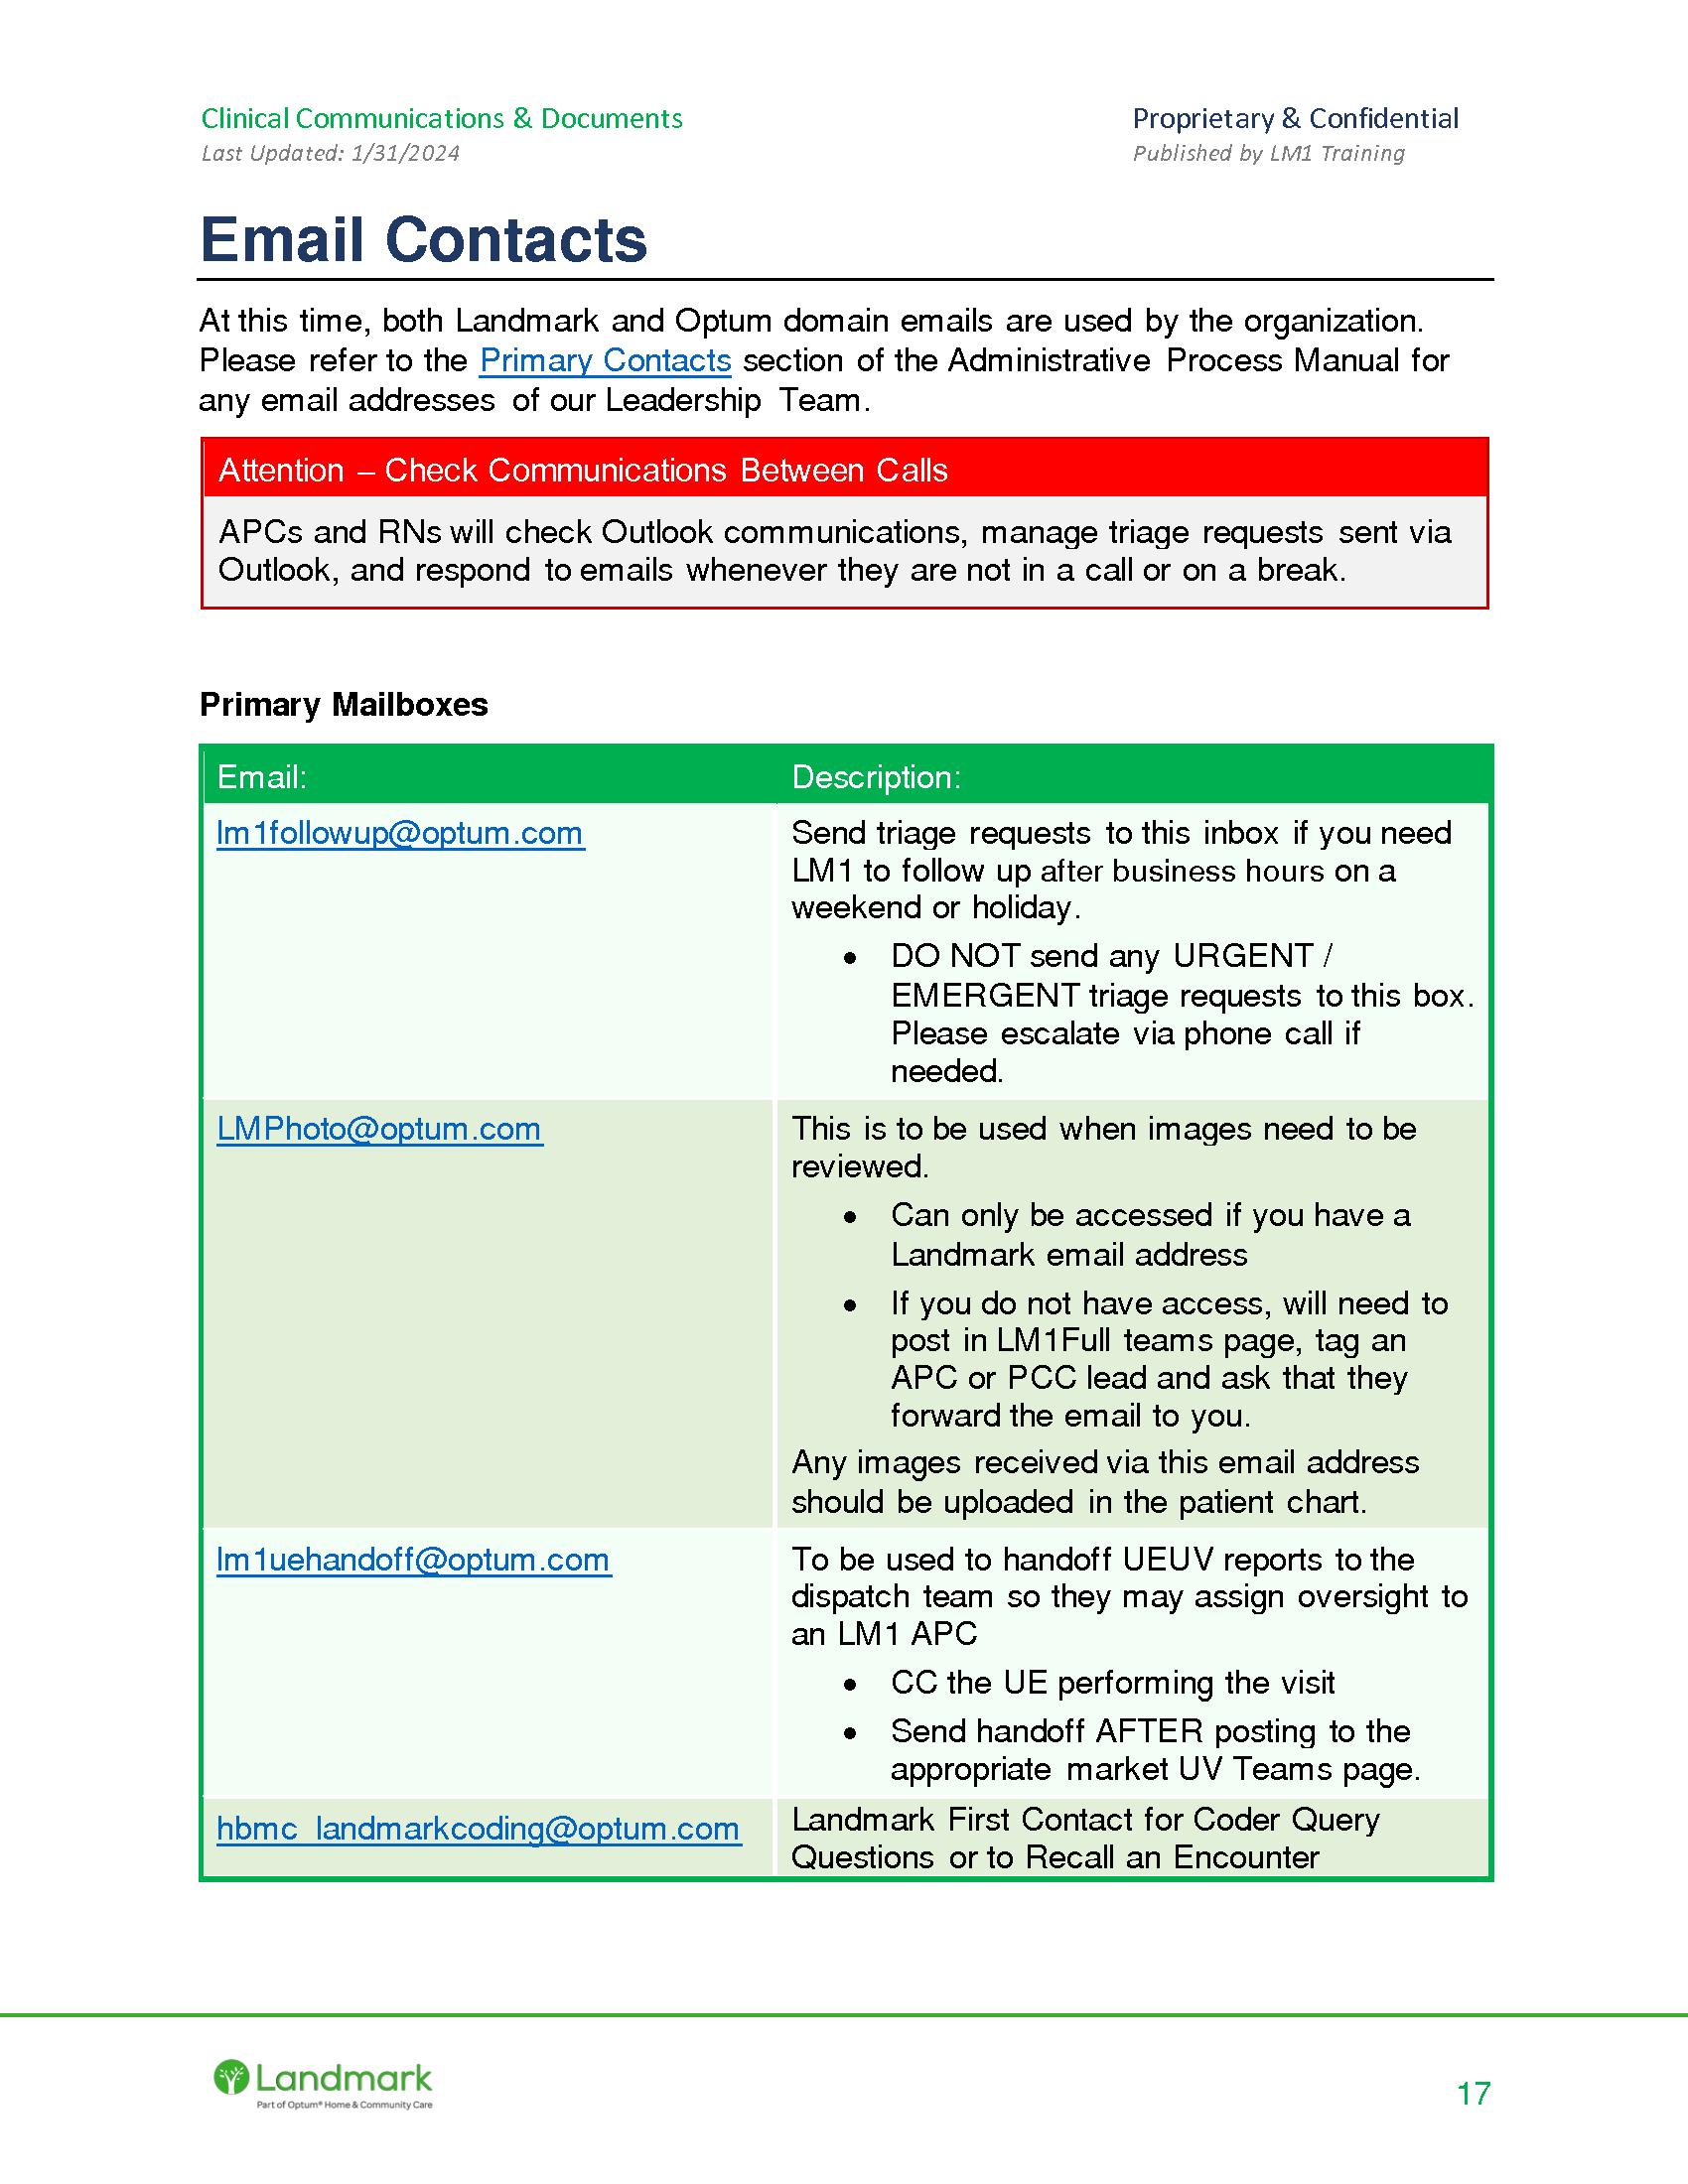 Clinical Communications & Documents
Proprietary & Confidential
Last Updated: 1/31/2024
Published by LM1 Training
Email Contacts
At this time, both Landmark and Optum domain emails are used by the organization.
Please refer to the Primary Contacts section of the Administrative Process Manual for
any email addresses of our Leadership Team.
Attention – Check Communications Between Calls
APCs and RNs will check Outlook communications, manage triage requests sent via
Outlook, and respond to emails whenever they are not in a call or on a break.
Primary Mailboxes
Email:
Description:
lm1followup@optum.com
Send triage requests to this inbox if you need
LM1 to follow up after business hours on a
weekend or holiday.
• DO NOT send any URGENT /
EMERGENT triage requests to this box.
Please escalate via phone call if
needed.
LMPhoto@optum.com
This is to be used when images need to be
reviewed.
• Can only be accessed if you have a
Landmark email address
• If you do not have access, will need to
post in LM1Full teams page, tag an
APC or PCC lead and ask that they
forward the email to you.
Any images received via this email address
should be uploaded in the patient chart.
lm1uehandoff@optum.com
To be used to handoff UEUV reports to the
dispatch team so they may assign oversight to
an LM1 APC
• CC the UE performing the visit
• Send handoff AFTER posting to the
appropriate market UV Teams page.
hbmc_landmarkcoding@optum.com
Landmark First Contact for Coder Query
Questions or to Recall an Encounter
Landmark
Part of Optum® Home & Community Care
17